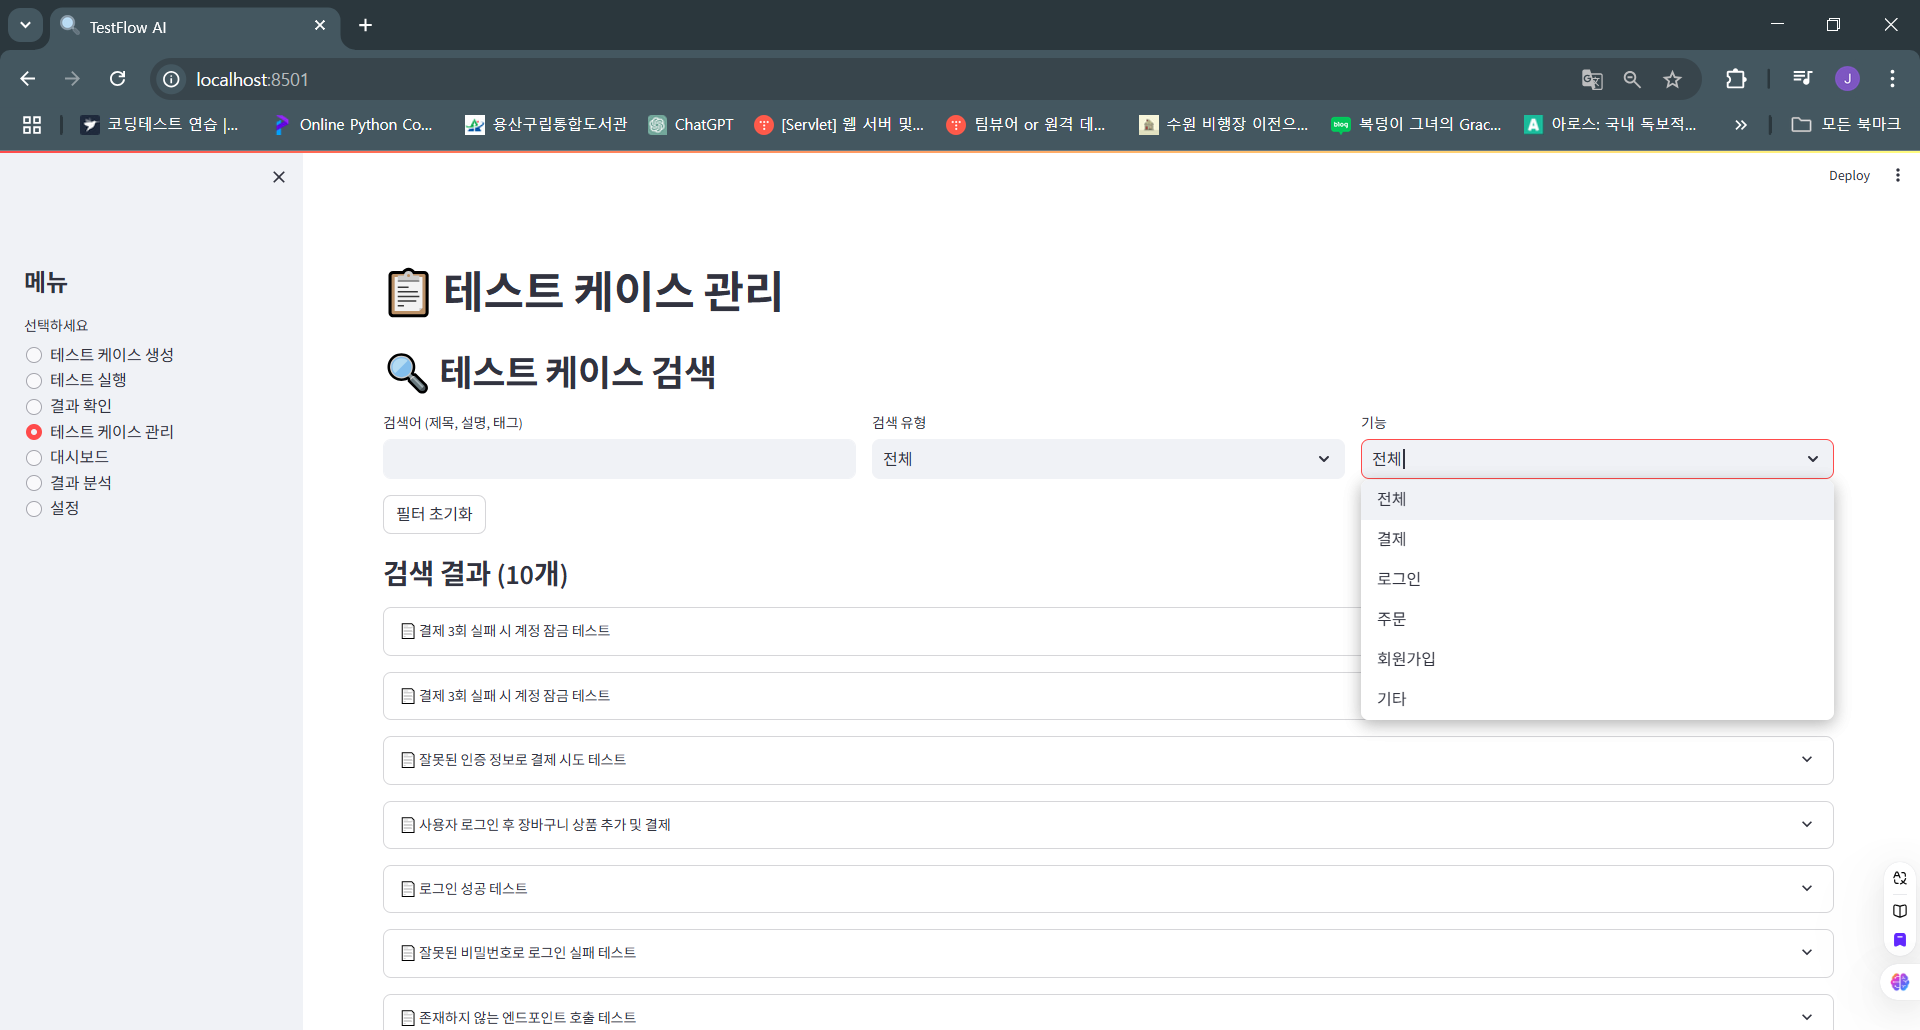 TestFlow AI
localhost:8501
코딩테스트 연습 |...
Online Python Co...
용산구립통합도서관
ChatGPT
[Servlet] 웹 서버 및...
팀뷰어 or 원격 데...
수원 비행장 이전으...
blog
복덩이 그녀의 Grac...
A
아로스: 국내 독보적...
모든 북마크
J
Deploy
메뉴
선택하세요
테스트 케이스 생성
테스트 실행
결과 확인
테스트 케이스 관리
대시보드
결과 분석
설정
테스트 케이스 관리
테스트 케이스 검색
검색어 (제목, 설명, 태그)
검색 유형
전체
기능
전체
전체
결제
로그인
주문
회원가입
기타
필터 초기화
검색 결과 (10개)
결제 3회 실패 시 계정 잠금 테스트
결제 3회 실패 시 계정 잠금 테스트
잘못된 인증 정보로 결제 시도 테스트
사용자 로그인 후 장바구니 상품 추가 및 결제
로그인 성공 테스트
잘못된 비밀번호로 로그인 실패 테스트
존재하지 않는 엔드포인트 호출 테스트